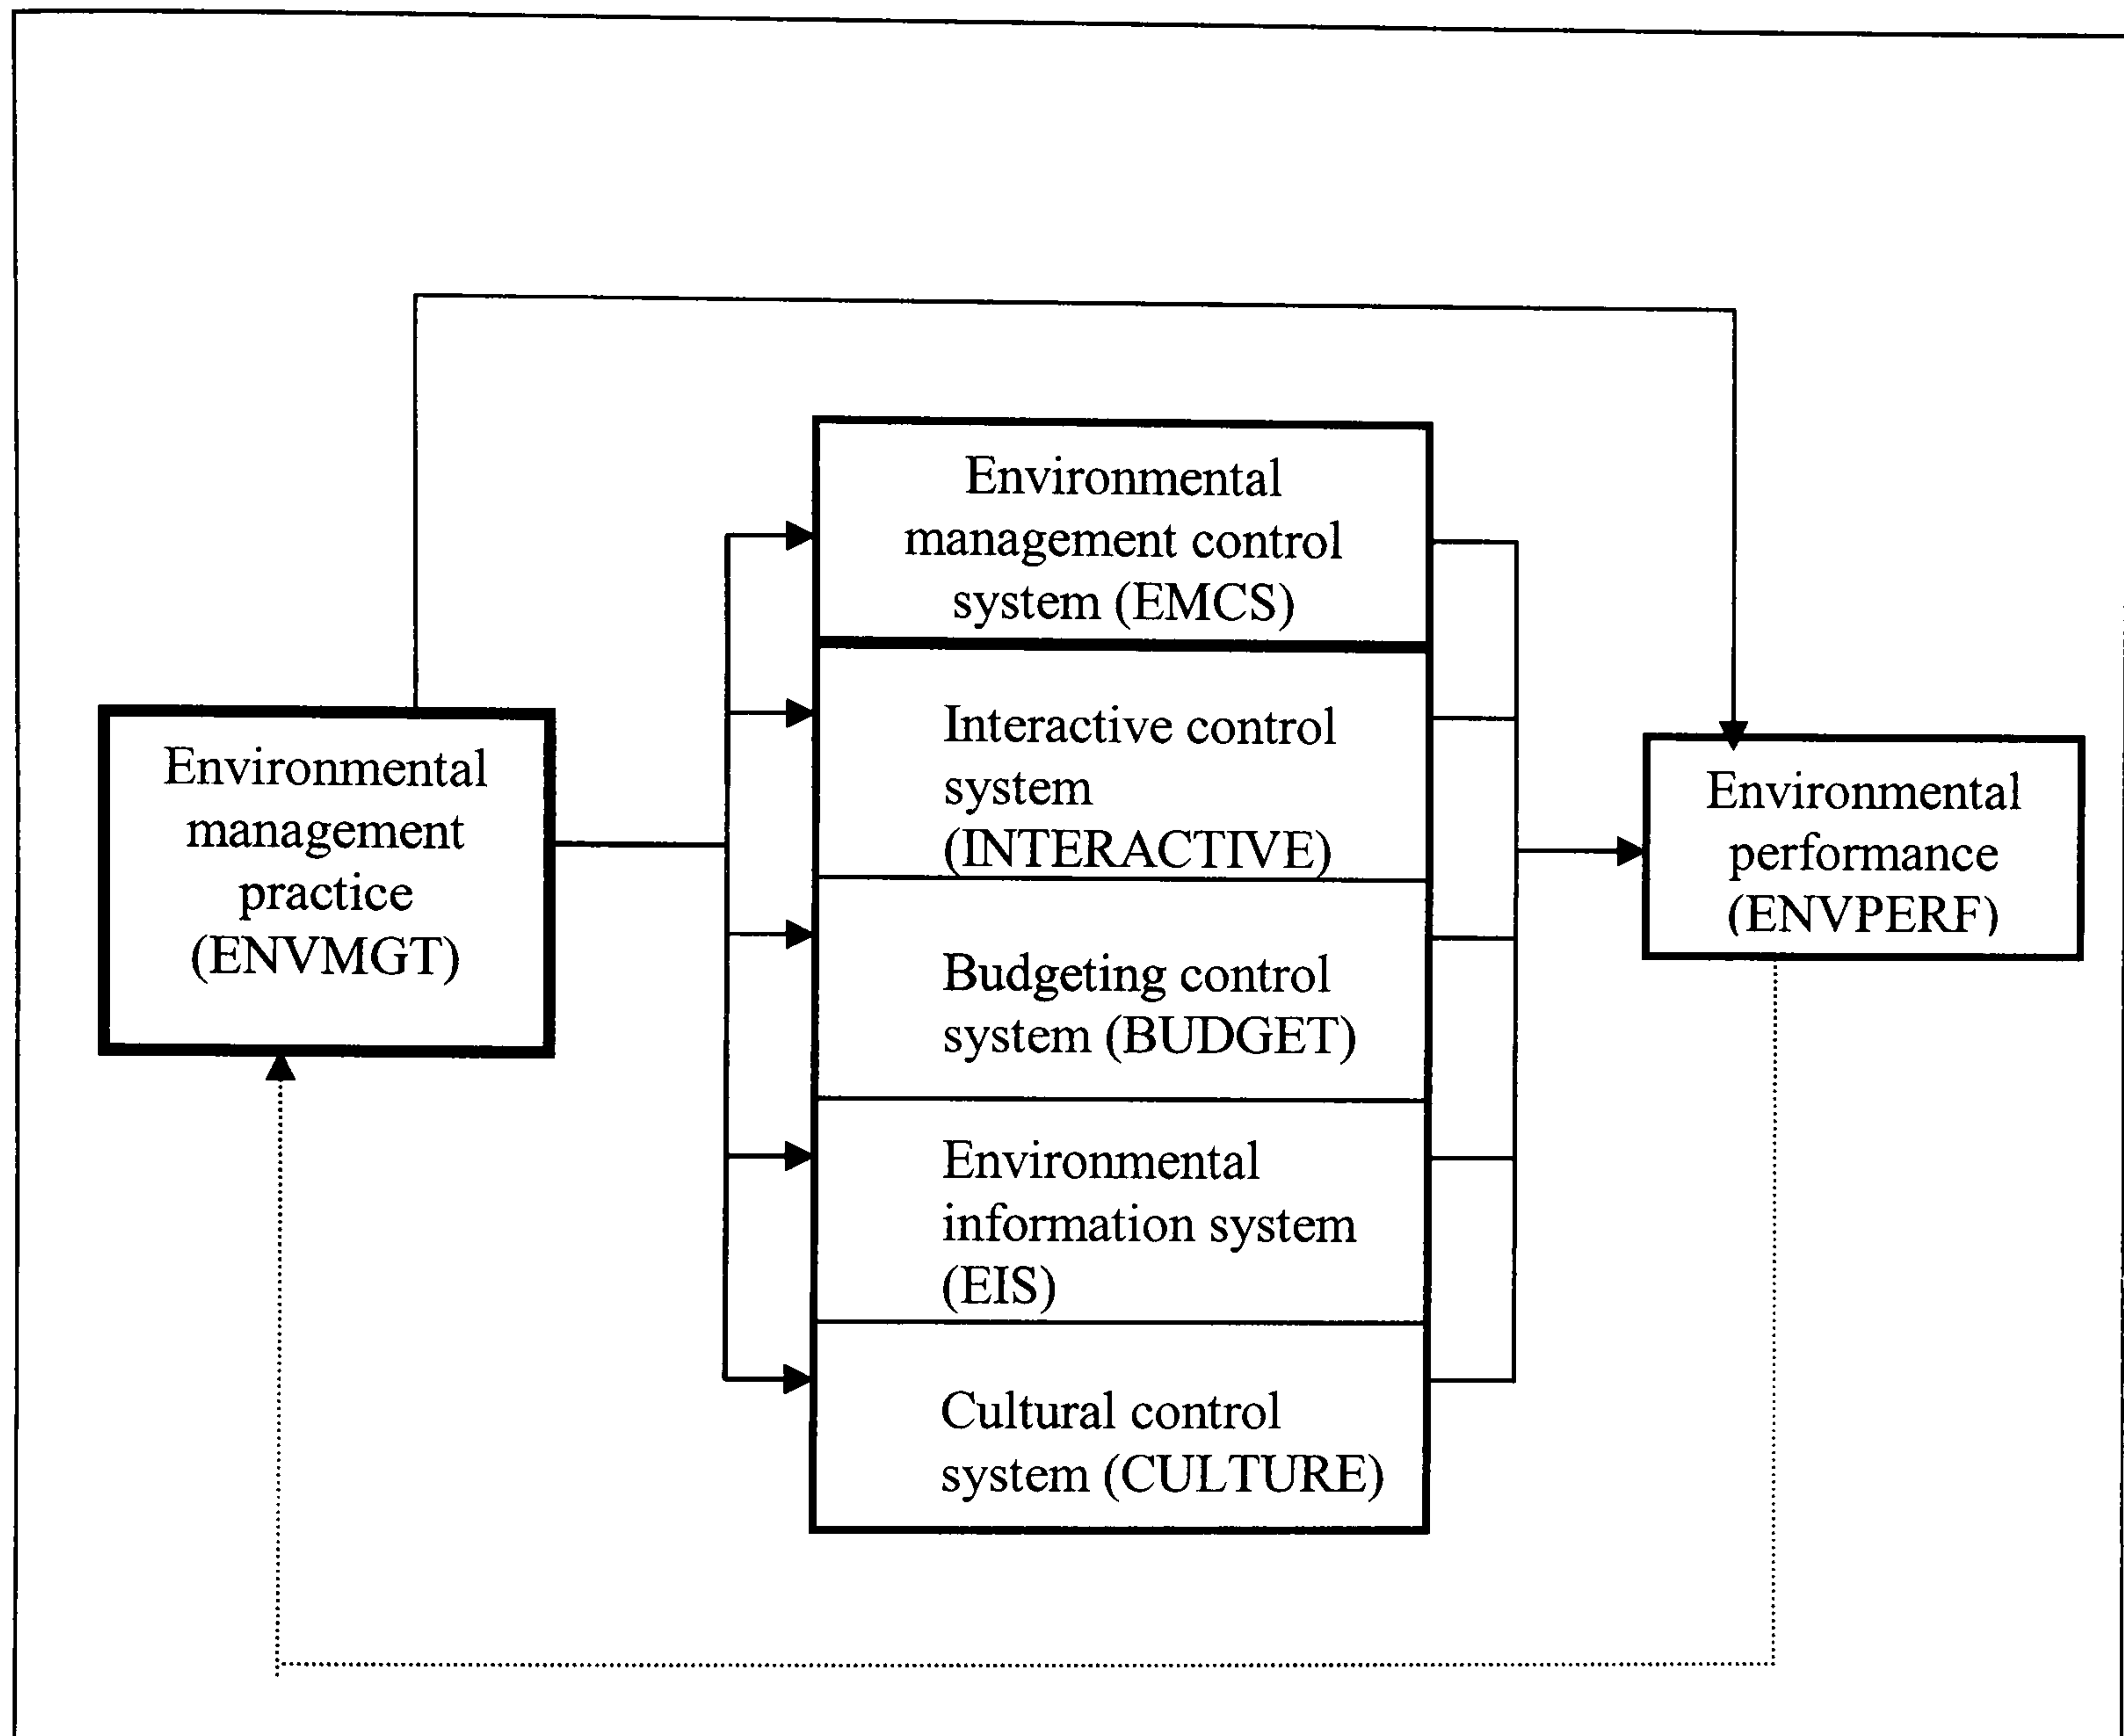 Environmental
management control
system (EMCS)
Interactive control
system
(INTERACTIVE)
Environmental
management
practice
(ENVMGT)
Environmental
performance
(ENVPERF)
Budgeting control
system (BUDGET)
Environmental
information system
(EIS)
Cultural control
system (CULTURE)